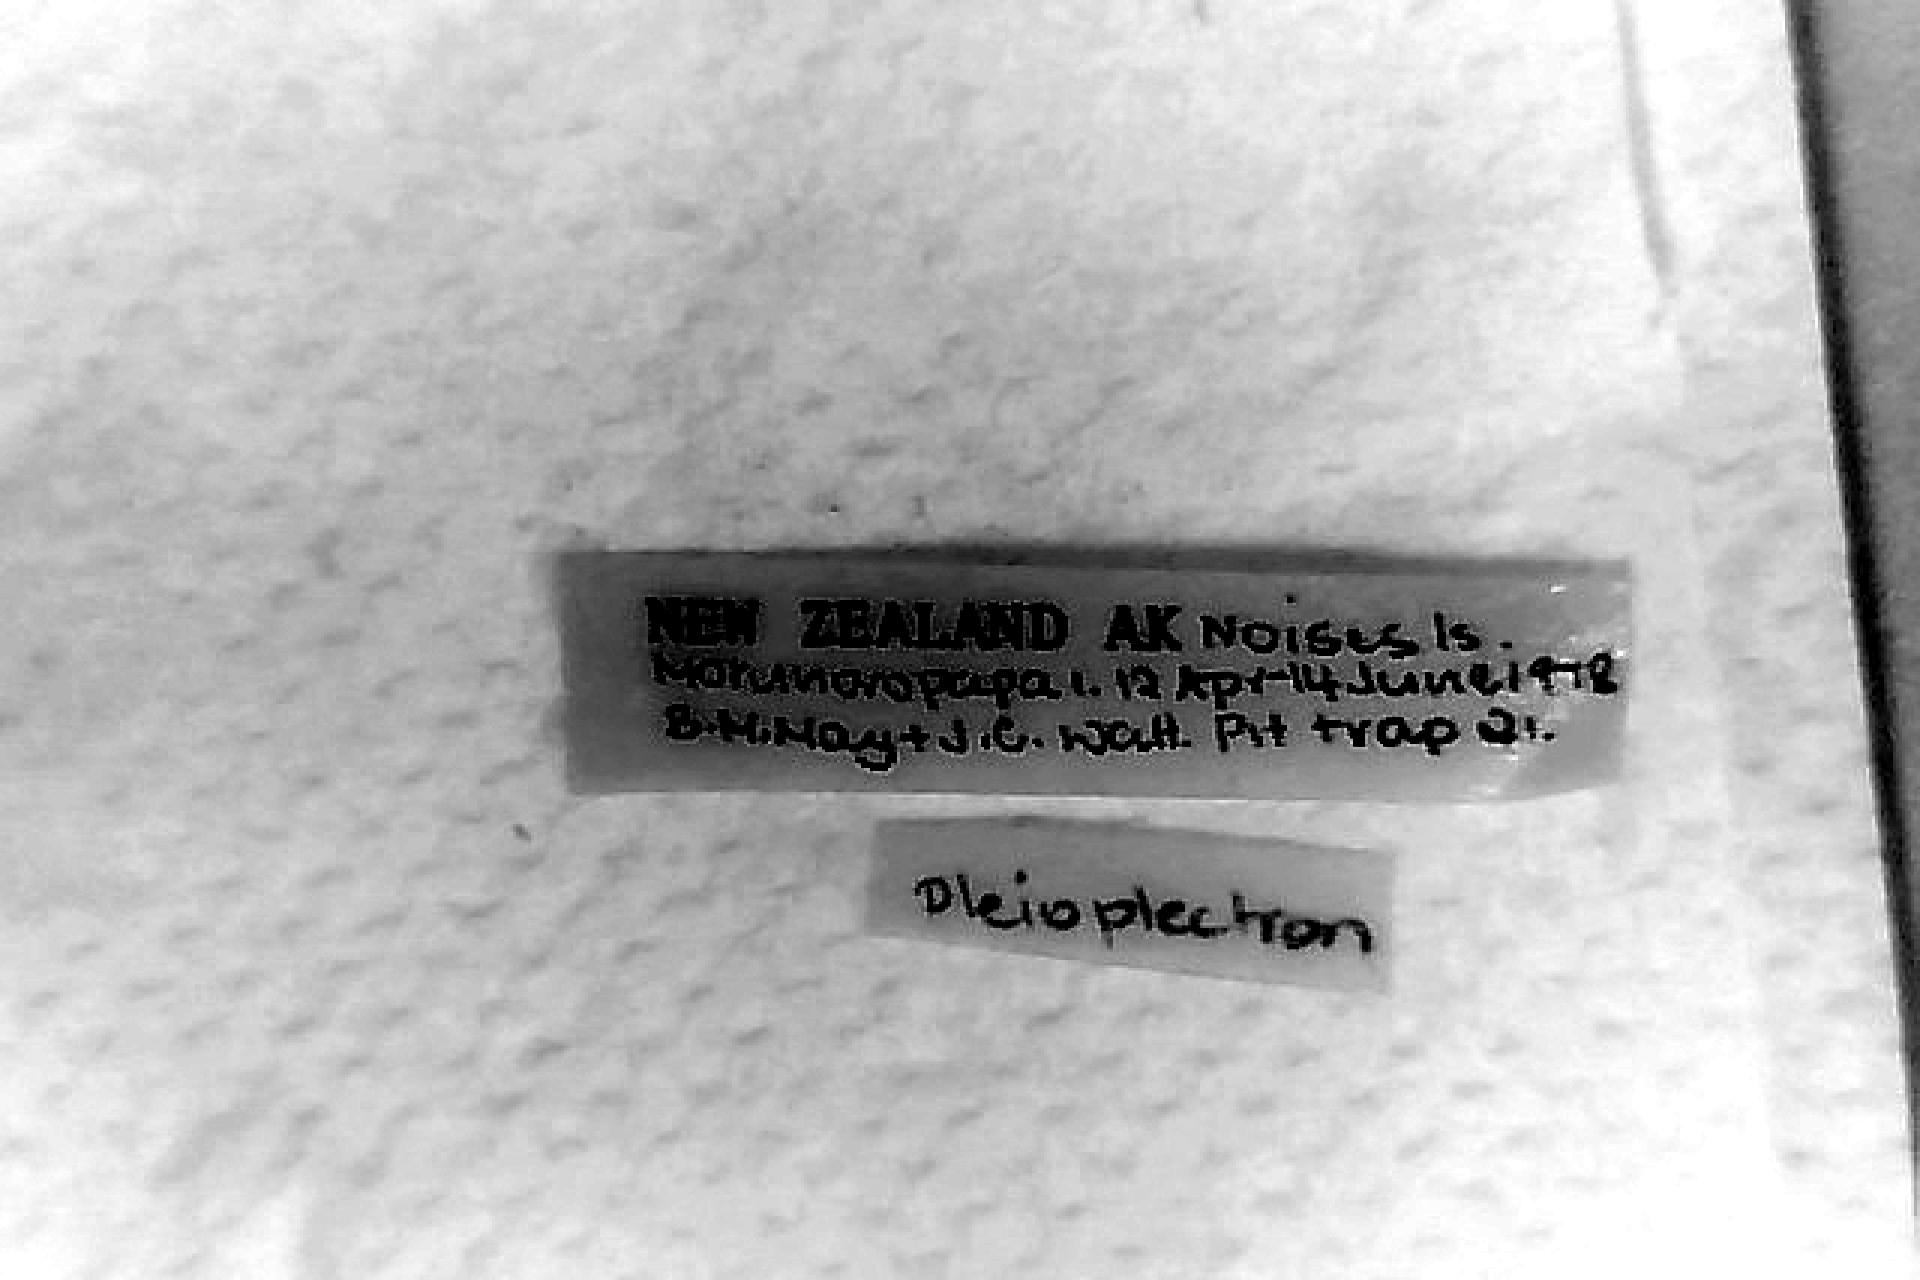 NEW ZEALAND AK Noises Is.
Motunoropapa I. 12 Apr-14 June 1978
B.M. May + J.C. Watt. Pit trap 21.
Pleioplectron